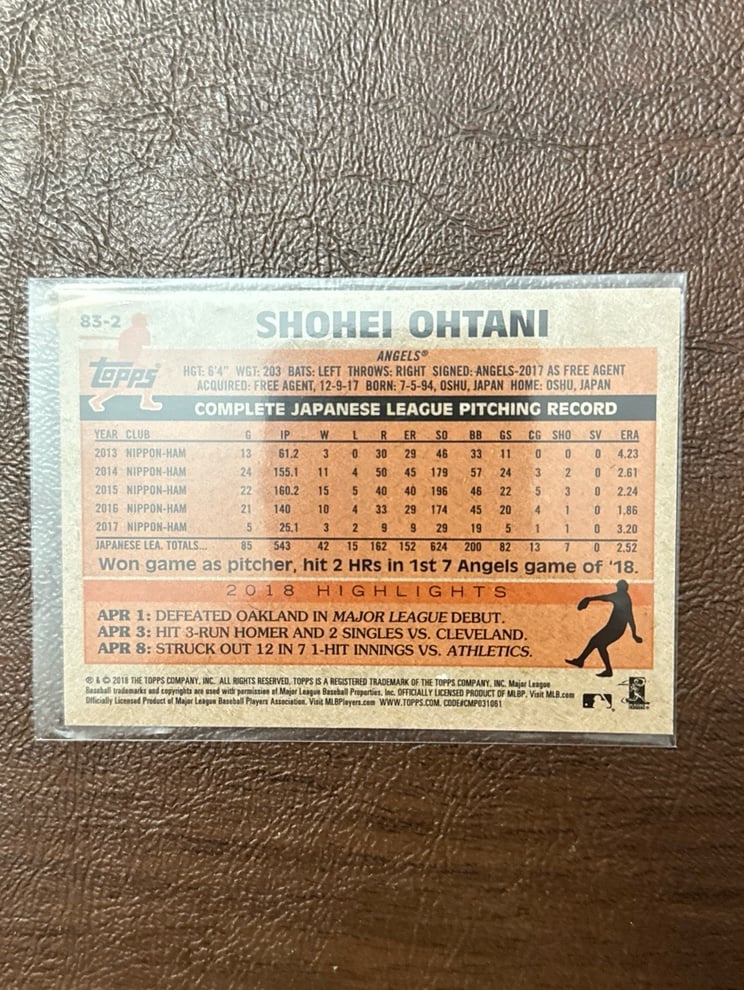 83-2
SHOHEI OHTANI
Topps
ANGELS®
HGT: 6'4" WGT: 203 BATS: LEFT THROWS: RIGHT SIGNED: ANGELS-2017 AS FREE AGENT
ACQUIRED: FREE AGENT, 12-9-17 BORN: 7-5-94, OSHU, JAPAN HOME: OSHU, JAPAN
COMPLETE JAPANESE LEAGUE PITCHING RECORD
YEAR CLUB G IP W L R ER SO BB GS CG SHO SV ERA
2013 NIPPON-HAM 13 61.2 3 0 30 29 46 33 11 0 0 0 4.23
2014 NIPPON-HAM 24 155.1 11 4 50 45 179 57 24 3 2 0 2.61
2015 NIPPON-HAM 22 160.2 15 5 40 40 196 46 22 5 3 0 2.24
2016 NIPPON-HAM 21 140 10 4 33 29 174 45 20 4 1 0 1.86
2017 NIPPON-HAM 5 25.1 3 2 9 9 29 19 5 1 1 0 3.20
JAPANESE LEA. TOTALS... 85 543 42 15 162 152 624 200 82 13 7 0 2.52
Won game as pitcher, hit 2 HRs in 1st 7 Angels game of '18.
2018 HIGHLIGHTS
APR 1: DEFEATED OAKLAND IN MAJOR LEAGUE DEBUT.
APR 3: HIT 3-RUN HOMER AND 2 SINGLES VS. CLEVELAND.
APR 8: STRUCK OUT 12 IN 7 1-HIT INNINGS VS. ATHLETICS.
® & © 2018 THE TOPPS COMPANY, INC. ALL RIGHTS RESERVED. TOPPS IS A REGISTERED TRADEMARK OF THE TOPPS COMPANY, INC. Major League
Baseball trademarks and copyrights are used with permission of Major League Baseball Properties, Inc. OFFICIALLY LICENSED PRODUCT OF MLBP. Visit MLB.com
Officially Licensed Product of Major League Baseball Players Association. Visit MLBPlayers.com WWW.TOPPS.COM. CODE#CMP031061